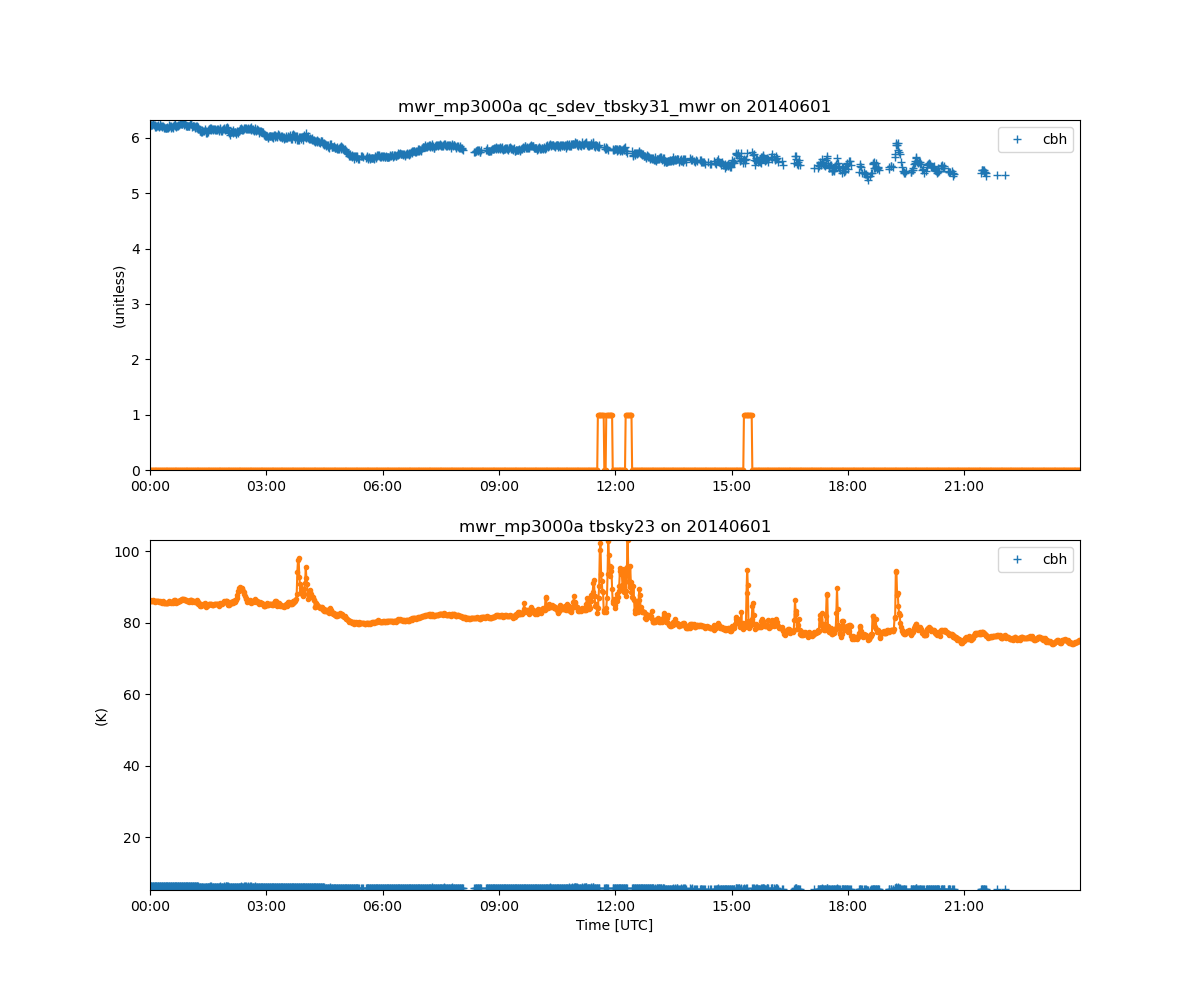 mwr_mp3000a qc_sdev_tbsky31_mwr on 20140601
cbh
6
5
4
3
2
1
0
(unitless)
00:00 03:00 06:00 09:00 12:00 15:00 18:00 21:00
mwr_mp3000a tbsky23 on 20140601
cbh
100
80
60
40
20
(K)
00:00 03:00 06:00 09:00 12:00 15:00 18:00 21:00
Time [UTC]